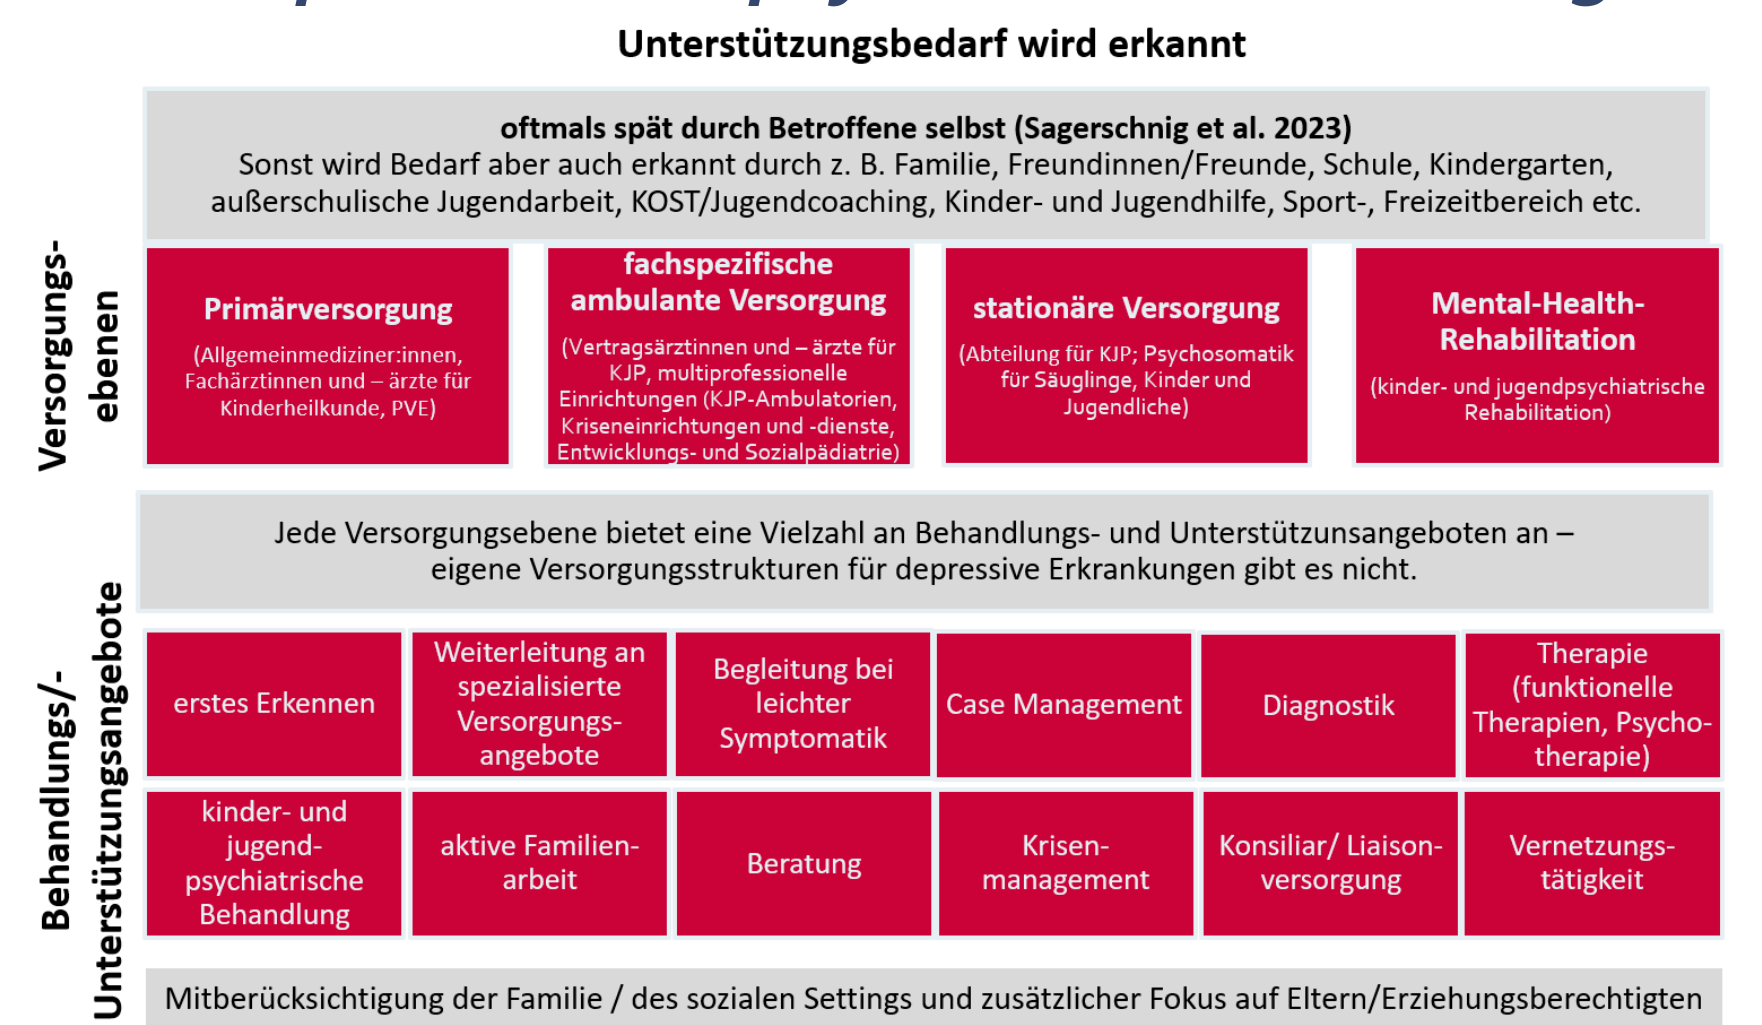 Unterstützungsbedarf wird erkannt
oftmals spät durch Betroffene selbst (Sagerschnig et al. 2023)
Sonst wird Bedarf aber auch erkannt durch z. B. Familie, Freundinnen/Freunde, Schule, Kindergarten,
außerschulische Jugendarbeit, KOST/Jugendcoaching, Kinder- und Jugendhilfe, Sport-, Freizeitbereich etc.
Versorgungs-
ebenen
Primärversorgung
(Allgemeinmediziner:innen,
Fachärztinnen und – ärzte für
Kinderheilkunde, PVE)
fachspezifische
ambulante Versorgung
(Vertragsärztinnen und – ärzte für
KJP, multiprofessionelle
Einrichtungen (KJP-Ambulatorien,
Kriseneinrichtungen und -dienste,
Entwicklungs- und Sozialpädiatrie)
stationäre Versorgung
(Abteilung für KJP; Psychosomatik
für Säuglinge, Kinder und
Jugendliche)
Mental-Health-
Rehabilitation
(kinder- und jugendpsychiatrische
Rehabilitation)
Jede Versorgungsebene bietet eine Vielzahl an Behandlungs- und Unterstützunsangeboten an –
eigene Versorgungsstrukturen für depressive Erkrankungen gibt es nicht.
Behandlungs/-
Unterstützungsangebote
erstes Erkennen
Weiterleitung an
spezialisierte
Versorgungs-
angebote
Begleitung bei
leichter
Symptomatik
Case Management
Diagnostik
Therapie
(funktionelle
Therapien, Psycho-
therapie)
kinder- und
jugend-
psychiatrische
Behandlung
aktive Familien-
arbeit
Beratung
Krisen-
management
Konsiliar/ Liaison-
versorgung
Vernetzungs-
tätigkeit
Mitberücksichtigung der Familie / des sozialen Settings und zusätzlicher Fokus auf Eltern/Erziehungsberechtigten